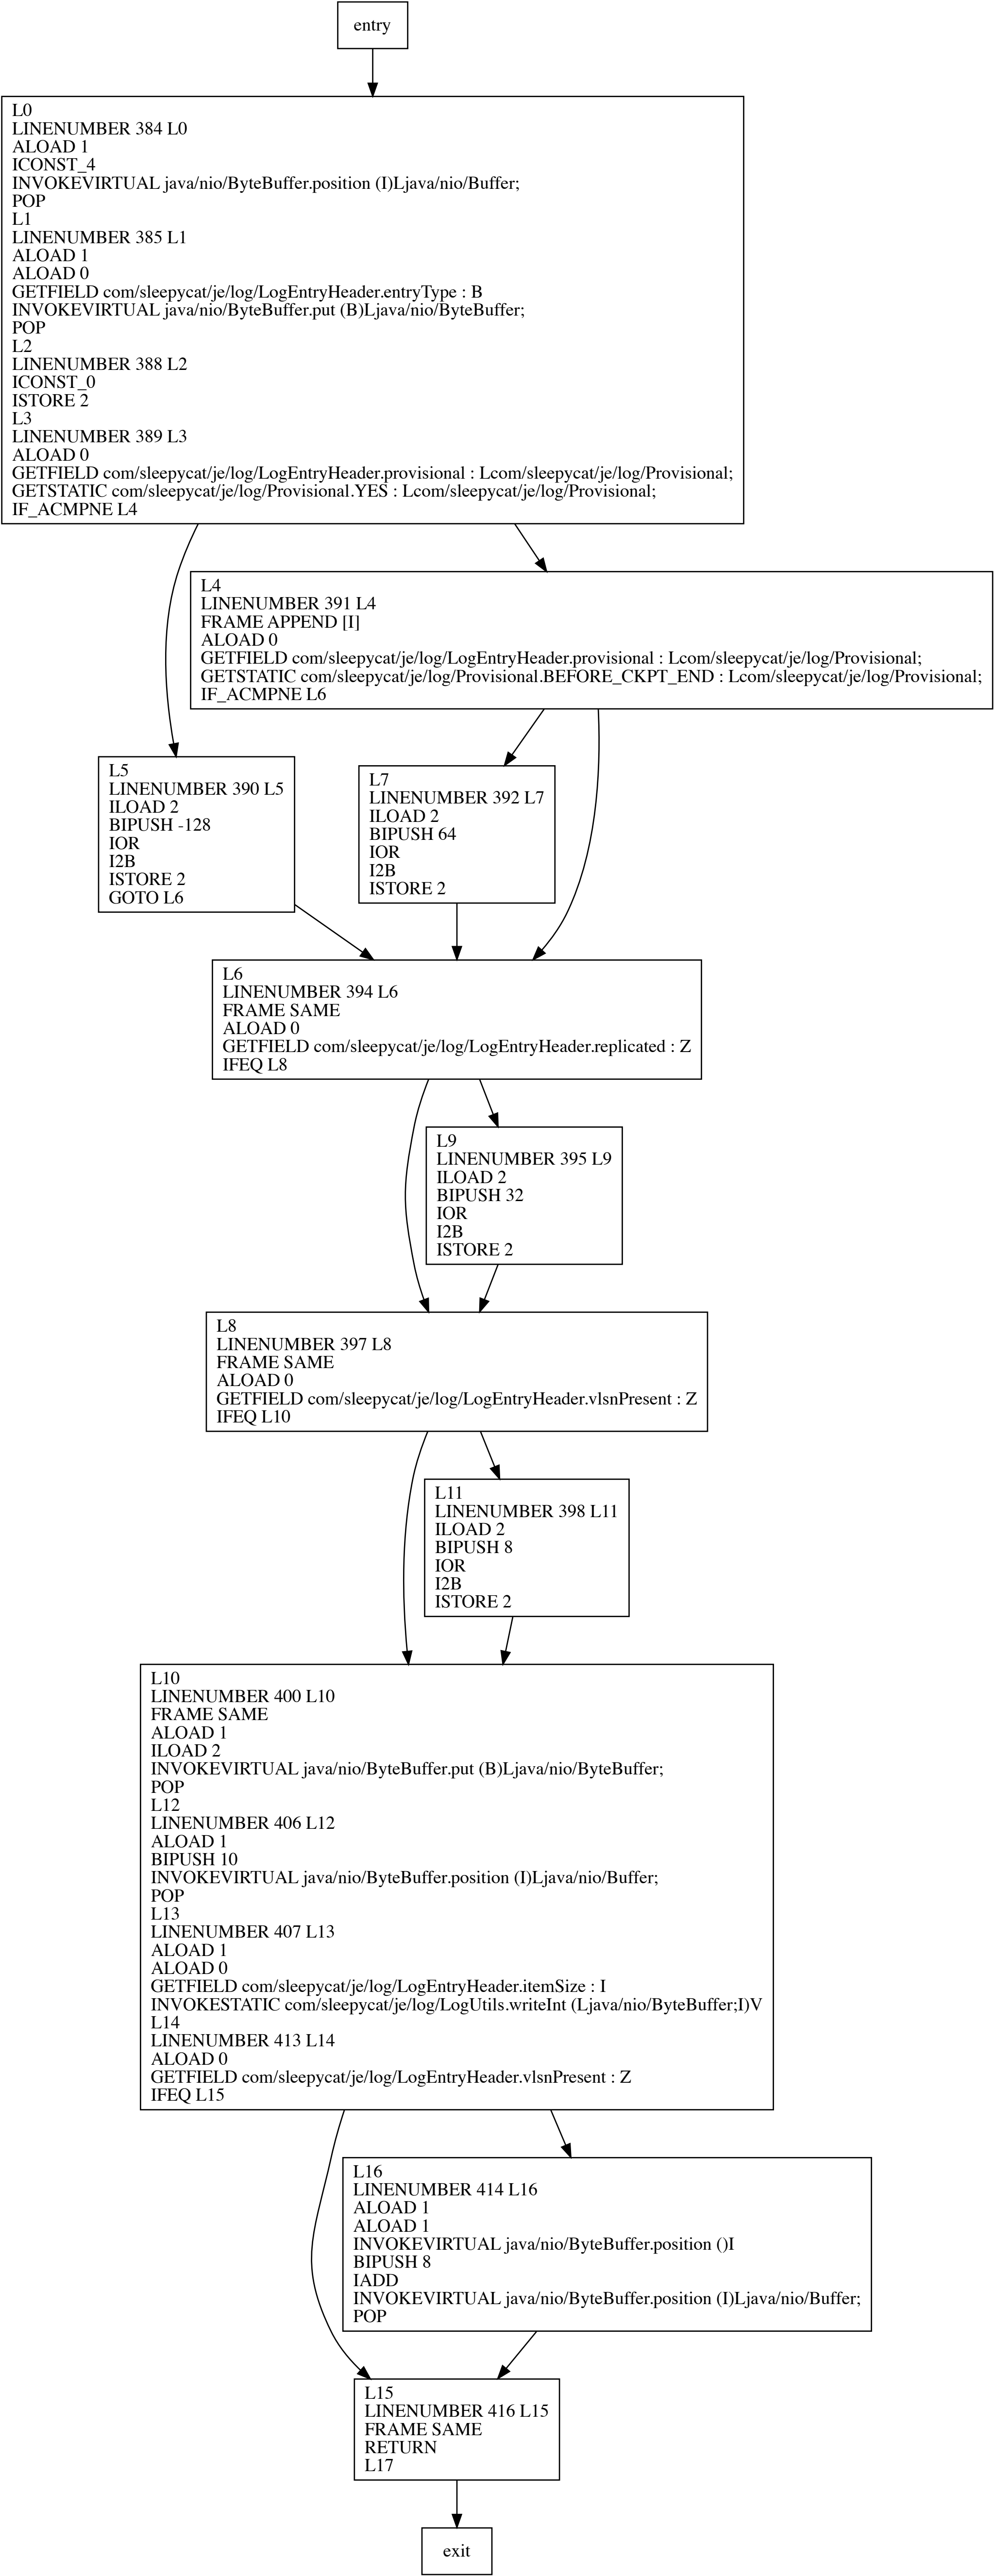 entry
L0
LINENUMBER 384 L0
ALOAD 1
ICONST_4
INVOKEVIRTUAL java/nio/ByteBuffer.position (I)Ljava/nio/Buffer;
POP
L1
LINENUMBER 385 L1
ALOAD 1
ALOAD 0
GETFIELD com/sleepycat/je/log/LogEntryHeader.entryType : B
INVOKEVIRTUAL java/nio/ByteBuffer.put (B)Ljava/nio/ByteBuffer;
POP
L2
LINENUMBER 388 L2
ICONST_0
ISTORE 2
L3
LINENUMBER 389 L3
ALOAD 0
GETFIELD com/sleepycat/je/log/LogEntryHeader.provisional : Lcom/sleepycat/je/log/Provisional;
GETSTATIC com/sleepycat/je/log/Provisional.YES : Lcom/sleepycat/je/log/Provisional;
IF_ACMPNE L4
L4
LINENUMBER 391 L4
FRAME APPEND [I]
ALOAD 0
GETFIELD com/sleepycat/je/log/LogEntryHeader.provisional : Lcom/sleepycat/je/log/Provisional;
GETSTATIC com/sleepycat/je/log/Provisional.BEFORE_CKPT_END : Lcom/sleepycat/je/log/Provisional;
IF_ACMPNE L6
L5
LINENUMBER 390 L5
ILOAD 2
BIPUSH -128
IOR
I2B
ISTORE 2
GOTO L6
L7
LINENUMBER 392 L7
ILOAD 2
BIPUSH 64
IOR
I2B
ISTORE 2
L6
LINENUMBER 394 L6
FRAME SAME
ALOAD 0
GETFIELD com/sleepycat/je/log/LogEntryHeader.replicated : Z
IFEQ L8
L9
LINENUMBER 395 L9
ILOAD 2
BIPUSH 32
IOR
I2B
ISTORE 2
L8
LINENUMBER 397 L8
FRAME SAME
ALOAD 0
GETFIELD com/sleepycat/je/log/LogEntryHeader.vlsnPresent : Z
IFEQ L10
L11
LINENUMBER 398 L11
ILOAD 2
BIPUSH 8
IOR
I2B
ISTORE 2
L10
LINENUMBER 400 L10
FRAME SAME
ALOAD 1
ILOAD 2
INVOKEVIRTUAL java/nio/ByteBuffer.put (B)Ljava/nio/ByteBuffer;
POP
L12
LINENUMBER 406 L12
ALOAD 1
BIPUSH 10
INVOKEVIRTUAL java/nio/ByteBuffer.position (I)Ljava/nio/Buffer;
POP
L13
LINENUMBER 407 L13
ALOAD 1
ALOAD 0
GETFIELD com/sleepycat/je/log/LogEntryHeader.itemSize : I
INVOKESTATIC com/sleepycat/je/log/LogUtils.writeInt (Ljava/nio/ByteBuffer;I)V
L14
LINENUMBER 413 L14
ALOAD 0
GETFIELD com/sleepycat/je/log/LogEntryHeader.vlsnPresent : Z
IFEQ L15
L16
LINENUMBER 414 L16
ALOAD 1
ALOAD 1
INVOKEVIRTUAL java/nio/ByteBuffer.position ()I
BIPUSH 8
IADD
INVOKEVIRTUAL java/nio/ByteBuffer.position (I)Ljava/nio/Buffer;
POP
L15
LINENUMBER 416 L15
FRAME SAME
RETURN
L17
exit